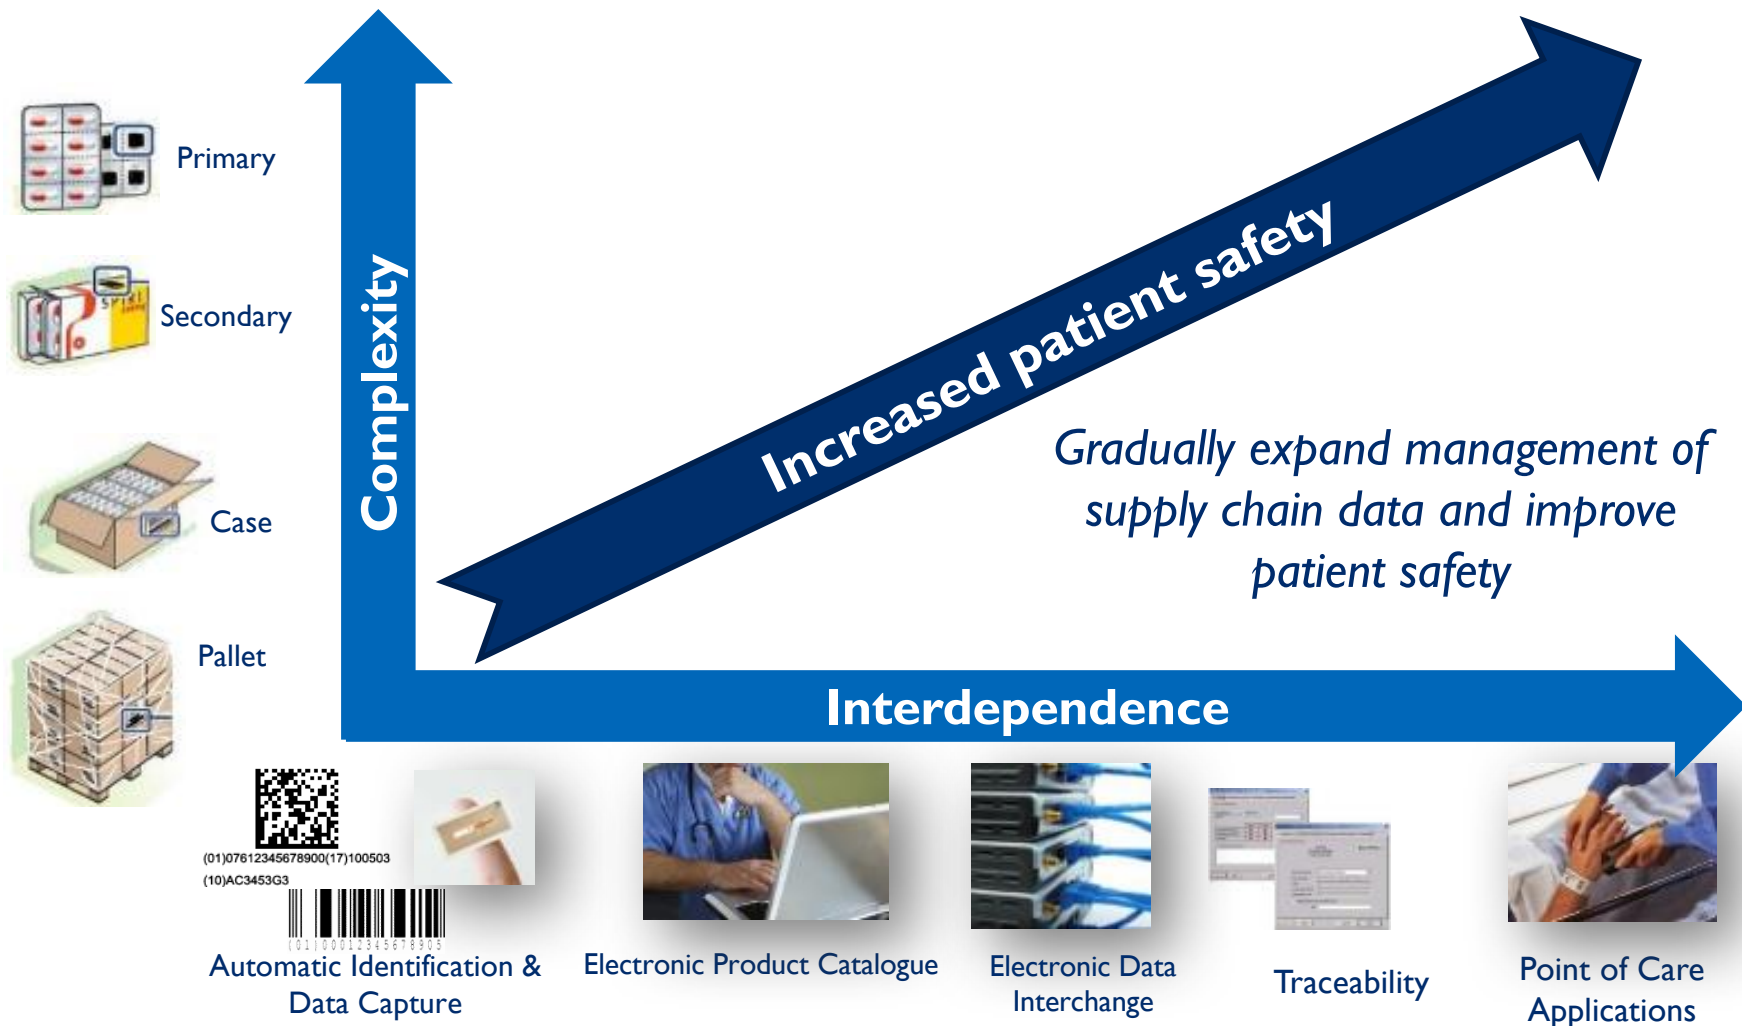 Primary
Secondary
Case
Pallet
Complexity
Increased patient safety
Gradually expand management of
supply chain data and improve
patient safety
Interdependence
(01)07612345678900(17)100503
(10)AC3453G3
(01)00012345678905
Automatic Identification &
Data Capture
Electronic Product Catalogue
Electronic Data
Interchange
Traceability
Point of Care
Applications